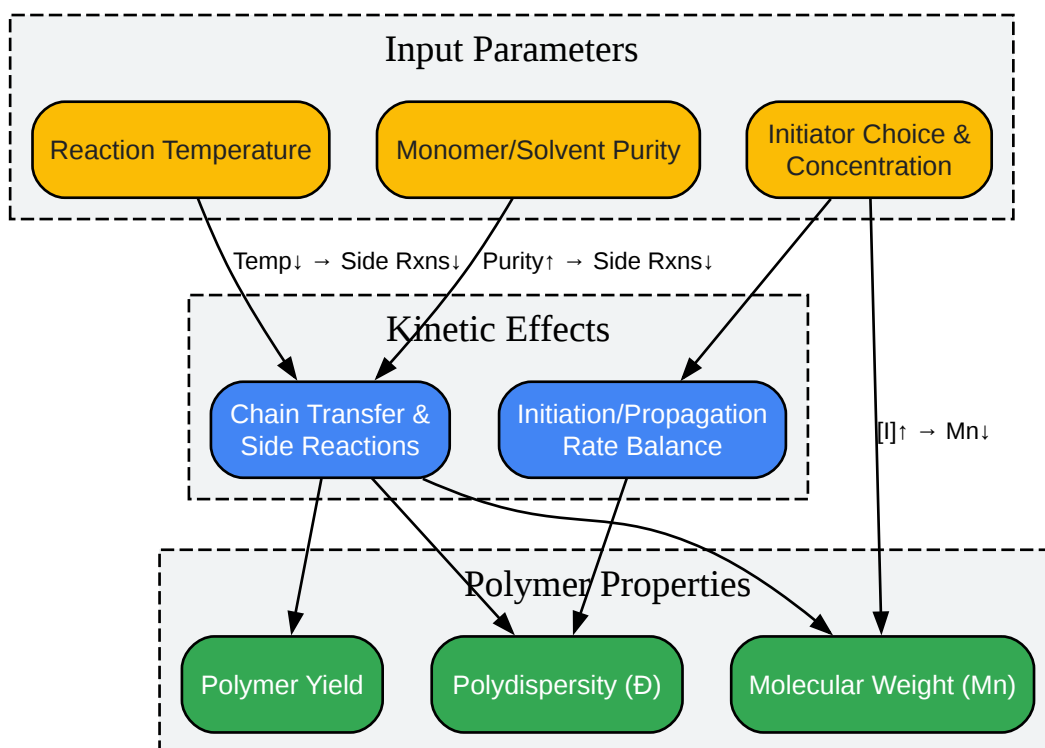 Input Parameters
Reaction Temperature
Monomer/Solvent Purity
Initiator Choice &
Concentration
Temp↓ → Side Rxns↓
Purity↑ → Side Rxns↓
Kinetic Effects
Chain Transfer &
Side Reactions
Initiation/Propagation
Rate Balance
[I]↑ → Mn↓
Polymer Properties
Polymer Yield
Polydispersity (Đ)
Molecular Weight (Mn)